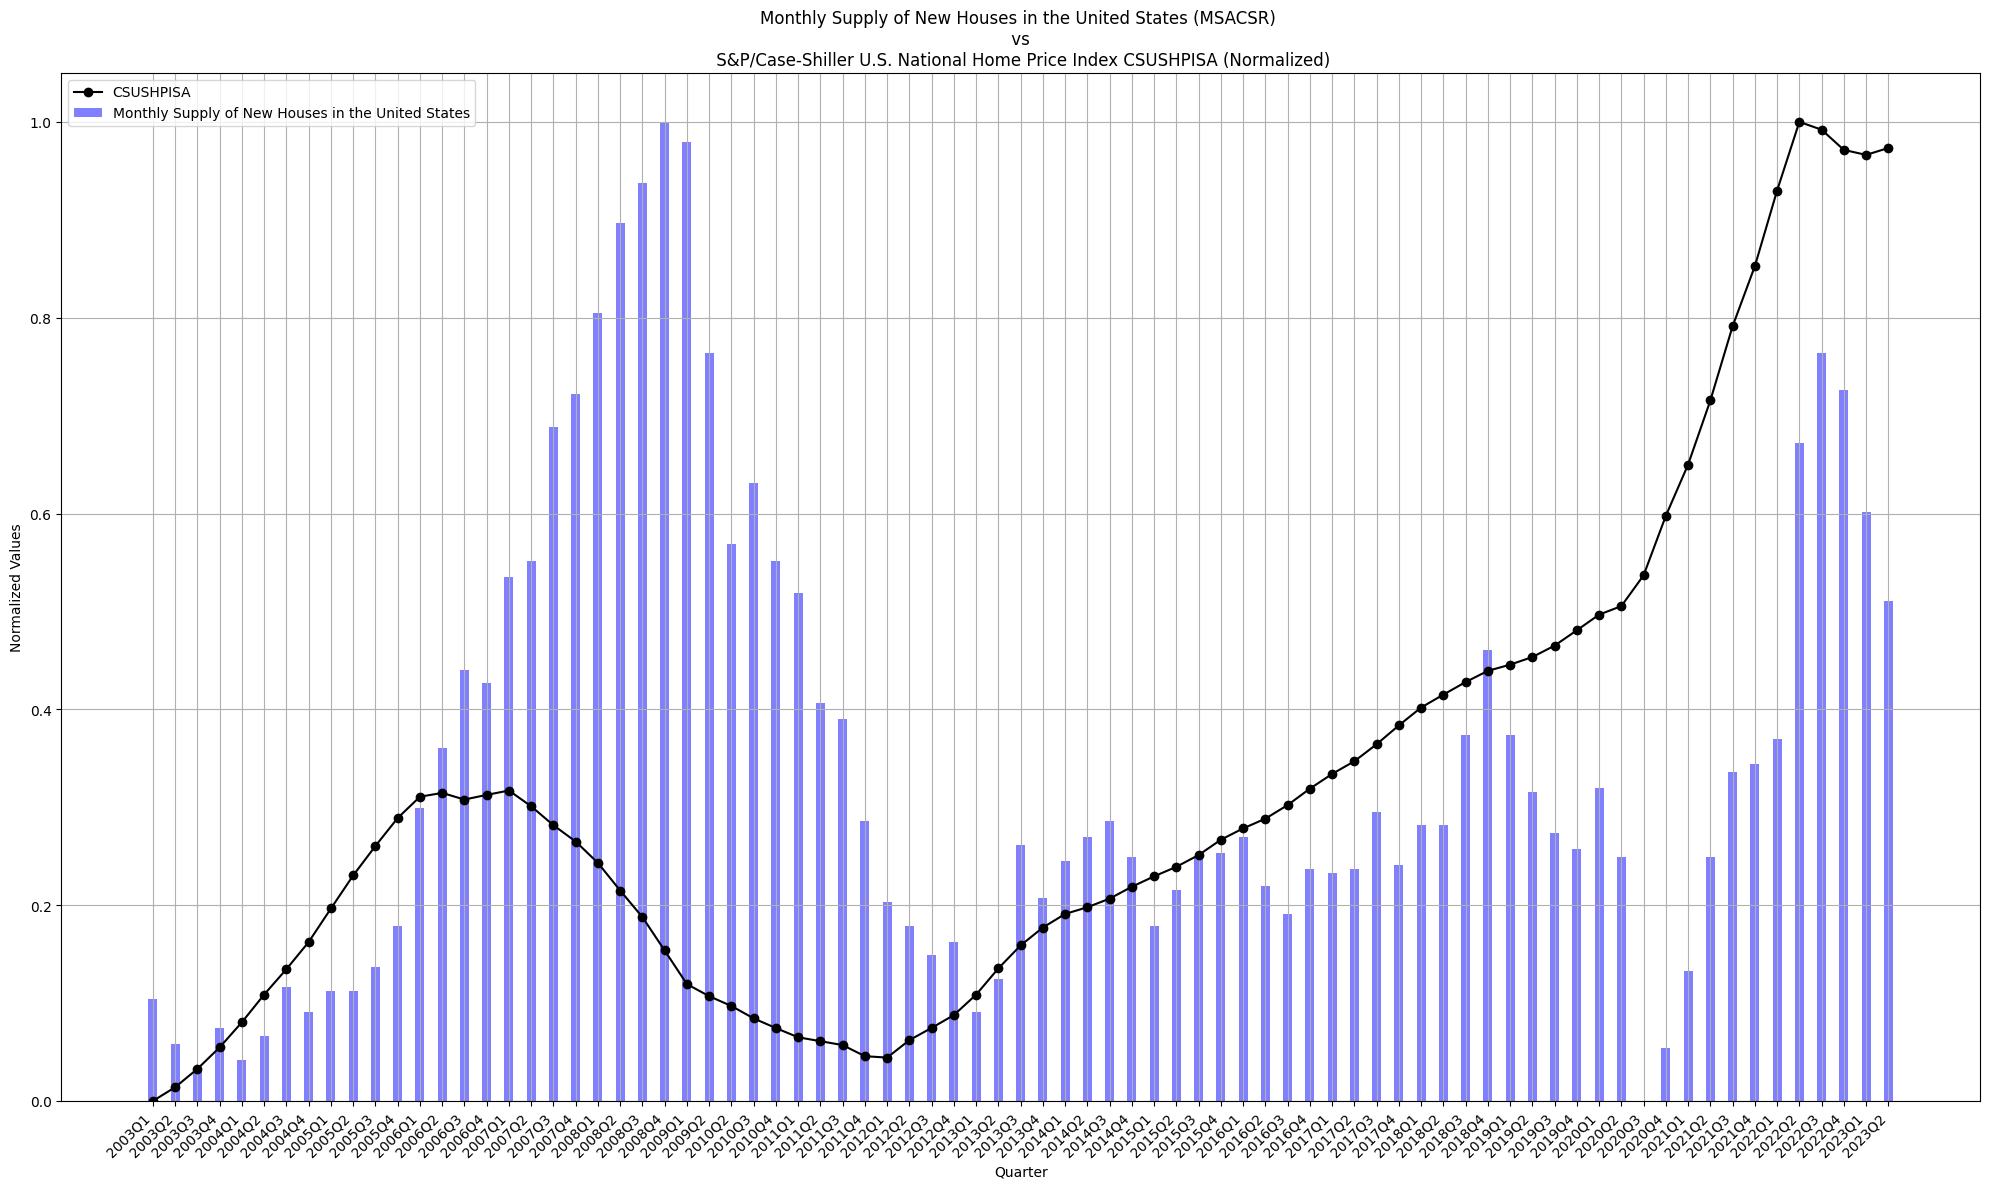 Monthly Supply of New Houses in the United States (MSACSR)
vs
S&P/Case-Shiller U.S. National Home Price Index CSUSHPISA (Normalized)
CSUSHPISA
Monthly Supply of New Houses in the United States
Normalized Values
1.0
0.8
0.6
0.4
0.2
0.0
2003Q1
2003Q2
2003Q3
2003Q4
2004Q1
2004Q2
2004Q3
2004Q4
2005Q1
2005Q2
2005Q3
2005Q4
2006Q1
2006Q2
2006Q3
2006Q4
2007Q1
2007Q2
2007Q3
2007Q4
2008Q1
2008Q2
2008Q3
2008Q4
2009Q1
2009Q2
2010Q2
2010Q3
2010Q4
2011Q1
2011Q2
2011Q3
2011Q4
2012Q1
2012Q2
2012Q3
2012Q4
2013Q1
2013Q2
2013Q3
2013Q4
2014Q1
2014Q2
2014Q3
2014Q4
2015Q1
2015Q2
2015Q3
2015Q4
2016Q1
2016Q2
2016Q3
2016Q4
2017Q1
2017Q2
2017Q3
2017Q4
2018Q1
2018Q2
2018Q3
2018Q4
2019Q1
2019Q2
2019Q3
2019Q4
2020Q1
2020Q2
2020Q3
2020Q4
2021Q1
2021Q2
2021Q3
2021Q4
2022Q1
2022Q2
2022Q3
2022Q4
2023Q1
2023Q2
Quarter